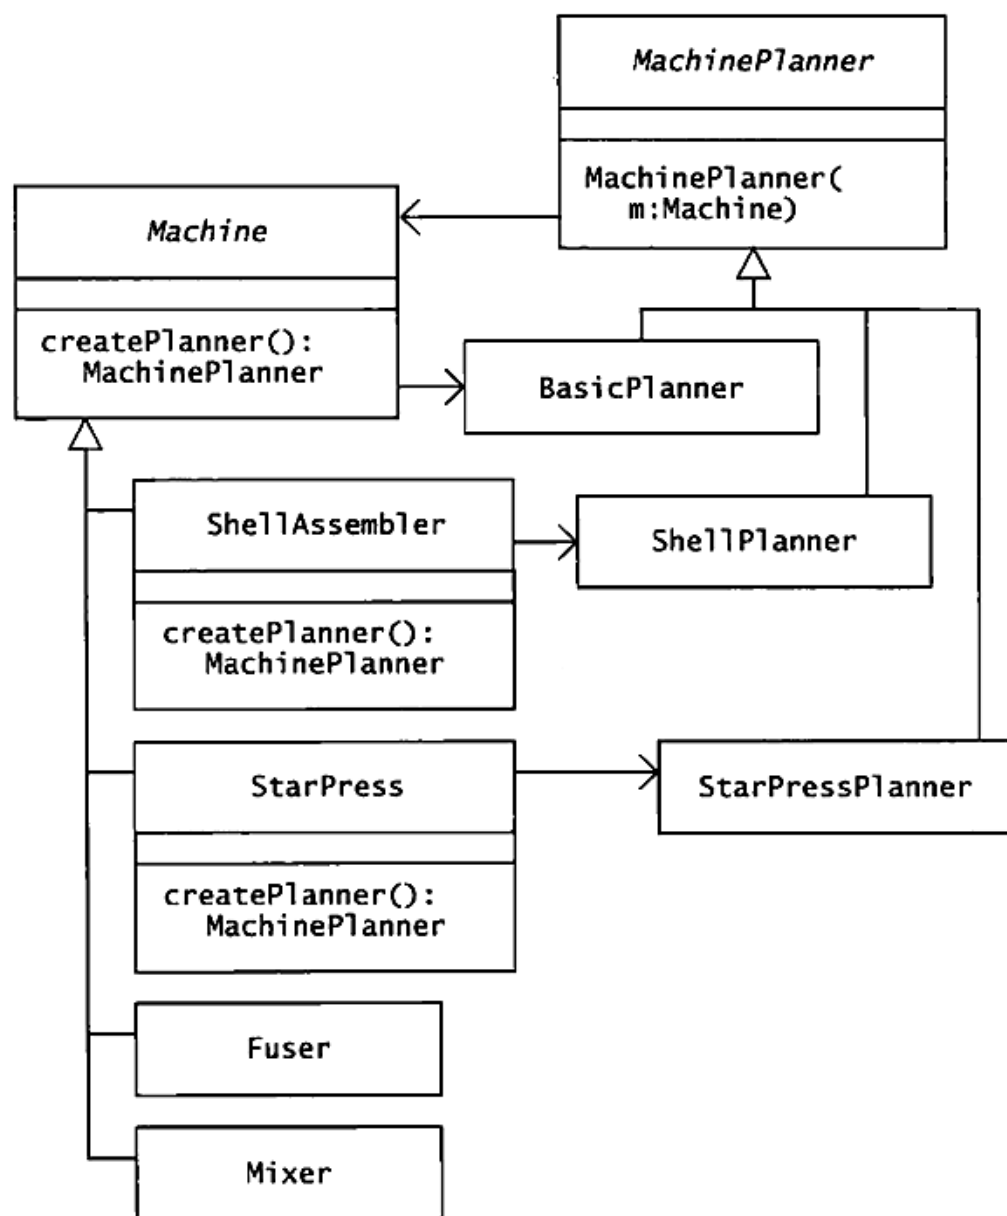 MachinePlanner
MachinePlanner(
m:Machine)
Machine
createPlanner():
MachinePlanner
BasicPlanner
ShellAssembler
createPlanner():
MachinePlanner
ShellPlanner
StarPress
createPlanner():
MachinePlanner
StarPressPlanner
Fuser
Mixer